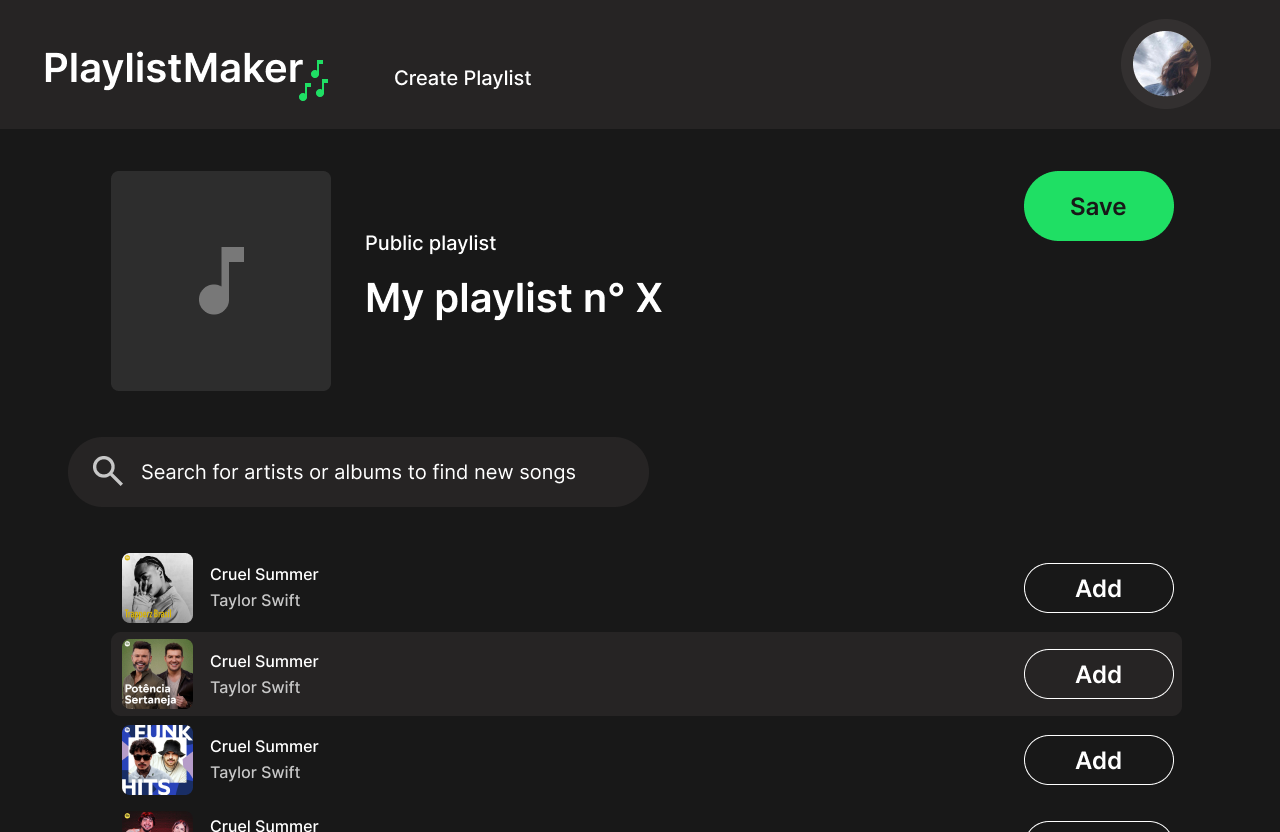 PlaylistMaker
Create Playlist
Save
Public playlist
My playlist n° X
Search for artists or albums to find new songs
Cruel Summer
Taylor Swift
Add
Potência
Sertaneja
Cruel Summer
Taylor Swift
Add
FUNK
HITS
Cruel Summer
Taylor Swift
Add
Cruel Summer